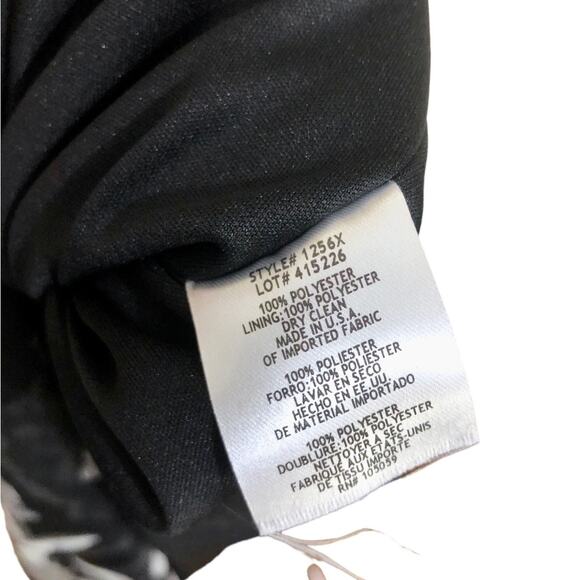 STYLE# 1256X
LOT# 415226
100% POLYESTER
LINING:100% POLYESTER
DRY CLEAN
MADE IN U.S.A.
OF IMPORTED FABRIC
100% POLIESTER
FORRO:100% POLIESTER
LAVAR EN SECO
HECHO EN EE.UU.
DE MATERIAL IMPORTADO
100% POLYESTER
DOUBLURE:100% POLYESTER
NETTOYER A SEC
FABRIQUE AUX ETATS-UNIS
DE TISSU IMPORTE
RN# 103059